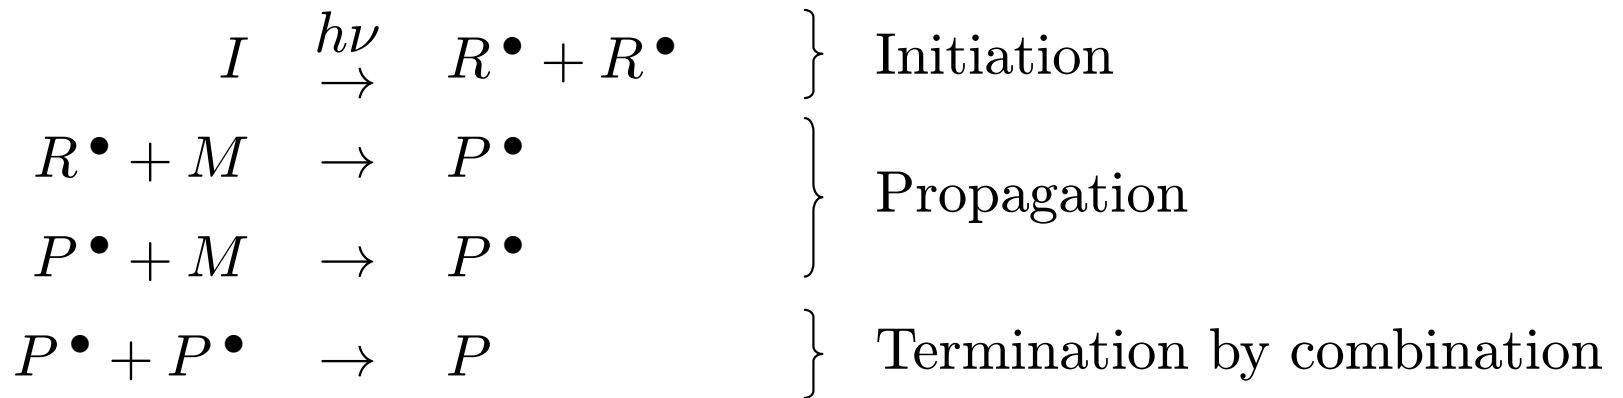 I hν → R• + R• } Initiation
R• + M → P• } Propagation
P• + M → P•
P• + P• → P } Termination by combination